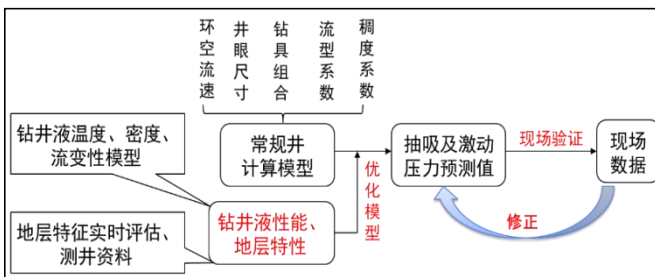 环空流速
井眼尺寸
钻具组合
流型系数
稠度系数
钻井液温度、密度、
流变性模型
常规井
计算模型
优化模型
抽吸及激动
压力预测值
现场验证
现场
数据
地层特征实时评估、
测井资料
钻井液性能、
地层特性
修正